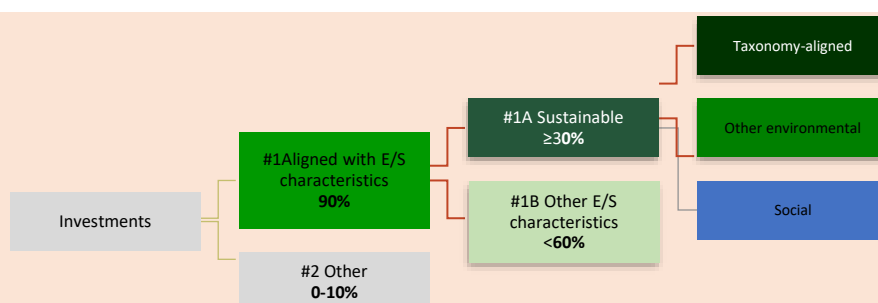 Taxonomy-aligned
#1A Sustainable
≥30%
Other environmental
#1Aligned with E/S
characteristics
90%
#1B Other E/S
characteristics
<60%
Investments
Social
#2 Other
0-10%